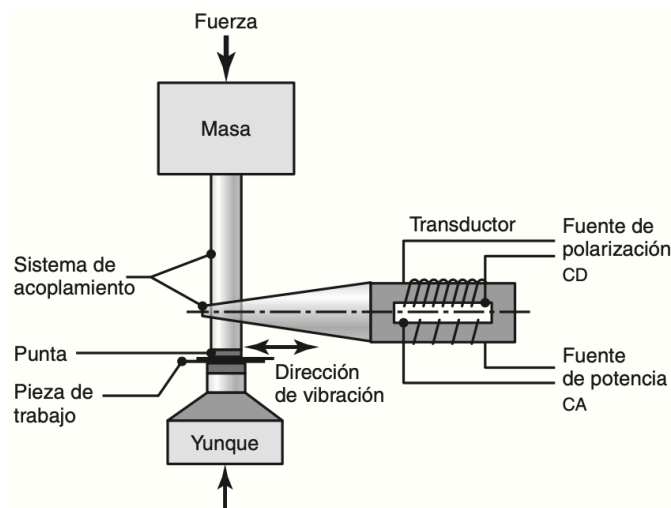 Fuerza
Masa
Transductor
Fuente de
polarización
CD
Sistema de
acoplamiento
Punta
Pieza de
trabajo
Dirección
de vibración
Fuente
de potencia
CA
Yunque